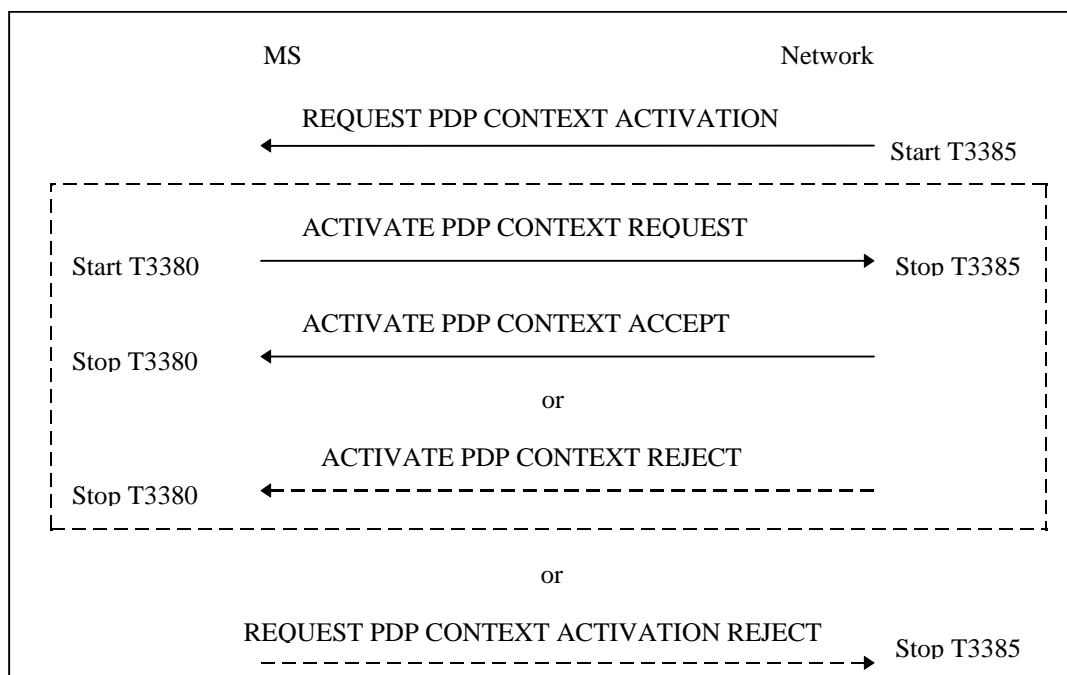 MS Network
REQUEST PDP CONTEXT ACTIVATION
Start T3385
ACTIVATE PDP CONTEXT REQUEST
Start T3380 Stop T3385
ACTIVATE PDP CONTEXT ACCEPT
Stop T3380
or
ACTIVATE PDP CONTEXT REJECT
Stop T3380
or
REQUEST PDP CONTEXT ACTIVATION REJECT
Stop T3385